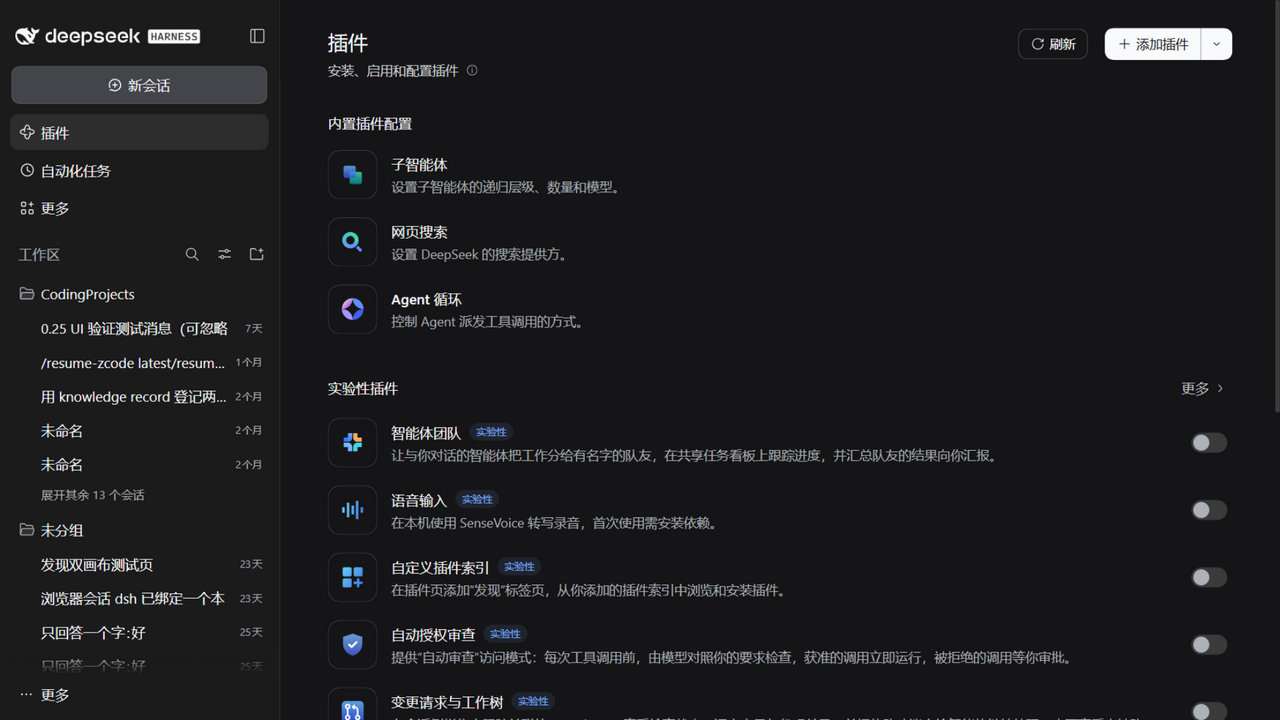 deepseek HARNESS
新会话
插件
自动化任务
更多
工作区
CodingProjects
0.25 UI 验证测试消息（可忽略 7天
/resume-zcode latest/resum... 1个月
用 knowledge record 登记两... 2个月
未命名 2个月
未命名 2个月
展开其余 13 个会话
未分组
发现双画布测试页 23天
浏览器会话 dsh 已绑定一个本 23天
只回答一个字:好 25天
只回答一个字:好 25天
更多
插件
安装、启用和配置插件
刷新
添加插件
内置插件配置
子智能体
设置子智能体的递归层级、数量和模型。
网页搜索
设置 DeepSeek 的搜索提供方。
Agent 循环
控制 Agent 派发工具调用的方式。
实验性插件
更多
智能体团队 实验性
让与你对话的智能体把工作分给有名字的队友，在共享任务看板上跟踪进度，并汇总队友的结果向你汇报。
语音输入 实验性
在本机使用 SenseVoice 转写录音，首次使用需安装依赖。
自定义插件索引 实验性
在插件页添加“发现”标签页，从你添加的插件索引中浏览和安装插件。
自动授权审查 实验性
提供“自动审查”访问模式：每次工具调用前，由模型对照你的要求检查，获准的调用立即运行，被拒绝的调用等你审批。
变更请求与工作树 实验性